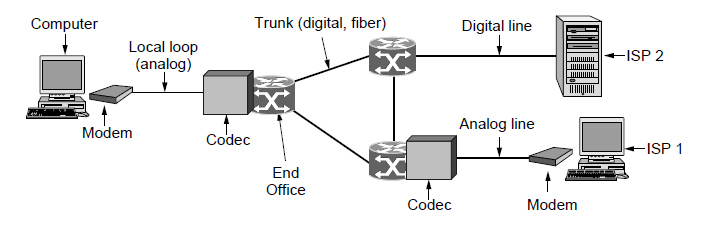 Computer
Local loop
(analog)
Trunk (digital, fiber)
Digital line
ISP 2
Modem
Codec
End
Office
Analog line
ISP 1
Codec
Modem